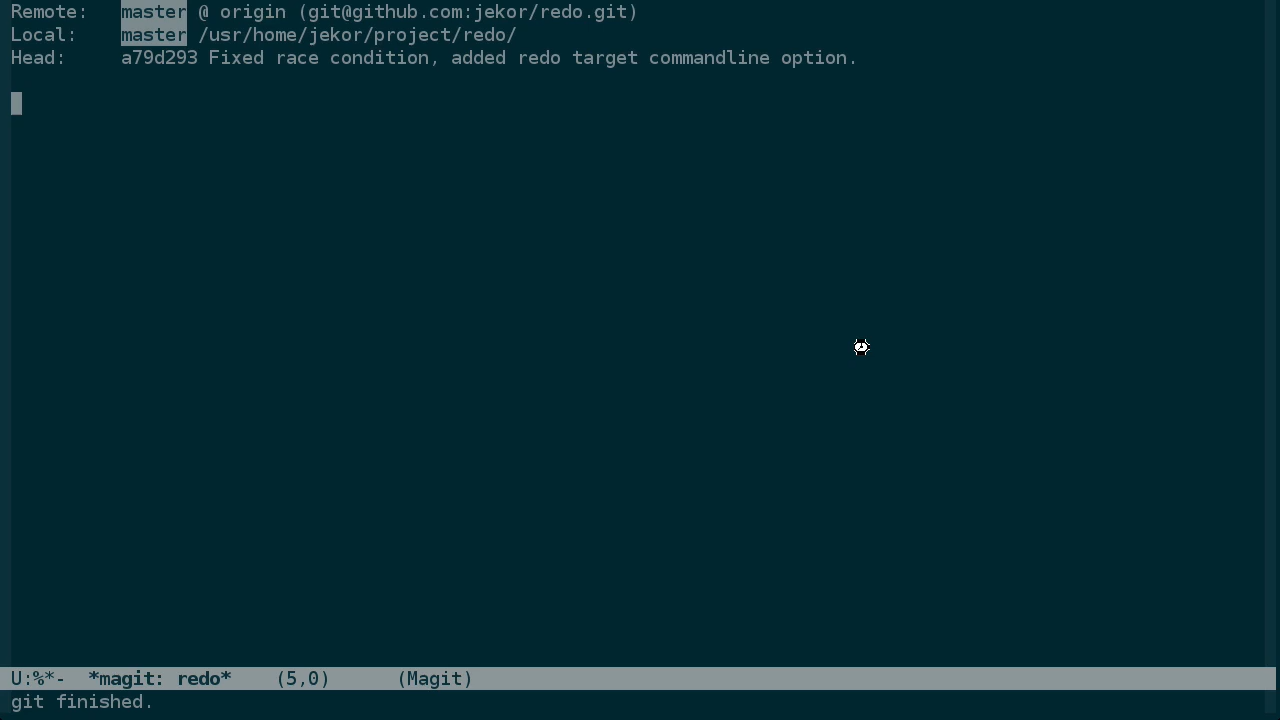 Remote:   master @ origin (git@github.com:jekor/redo.git)
Local:    master /usr/home/jekor/project/redo/
Head:     a79d293 Fixed race condition, added redo target commandline option.
U:%*-  *magit: redo*    (5,0)      (Magit)
git finished.